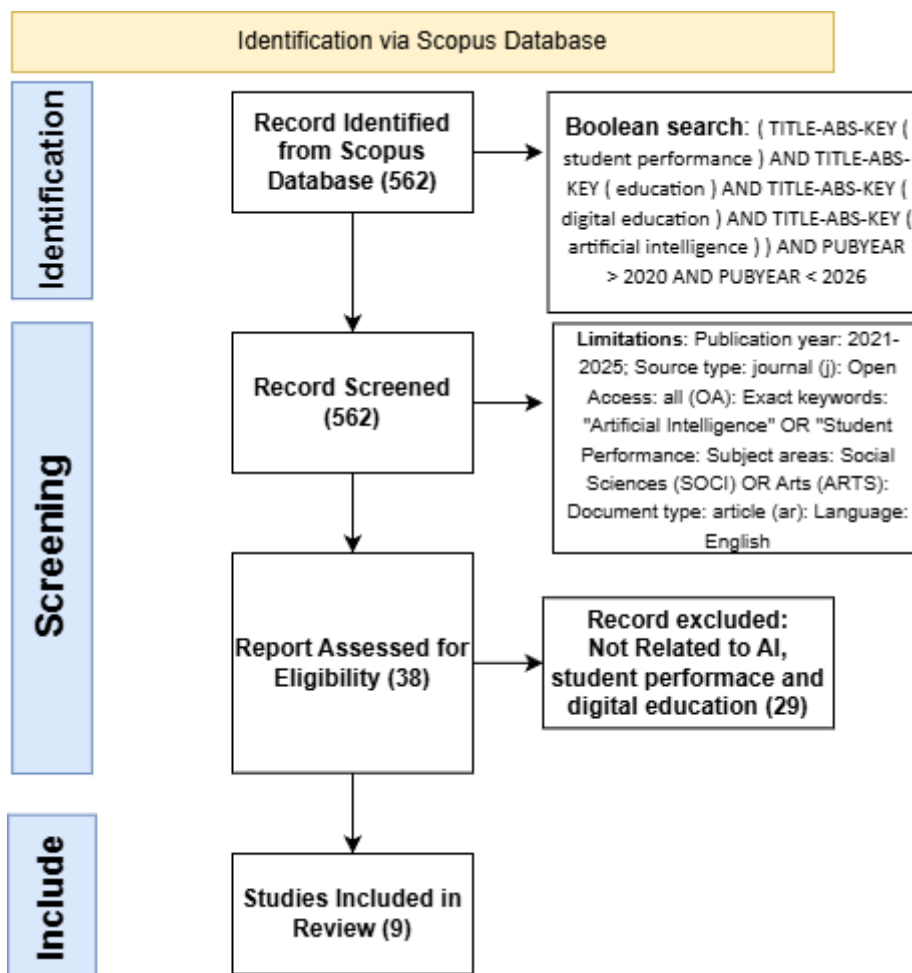 Identification via Scopus Database
Identification
Record Identified
from Scopus
Database (562)
Boolean search: ( TITLE-ABS-KEY (
student performance ) AND TITLE-ABS-
KEY ( education ) AND TITLE-ABS-KEY (
digital education ) AND TITLE-ABS-KEY (
artificial intelligence ) ) AND PUBYEAR
> 2020 AND PUBYEAR < 2026
Screening
Record Screened
(562)
Limitations: Publication year: 2021-
2025; Source type: journal (j): Open
Access: all (OA): Exact keywords:
"Artificial Intelligence" OR "Student
Performance: Subject areas: Social
Sciences (SOCI) OR Arts (ARTS):
Document type: article (ar): Language:
English
Report Assessed for
Eligibility (38)
Record excluded:
Not Related to AI,
student performace and
digital education (29)
Include
Studies Included in
Review (9)